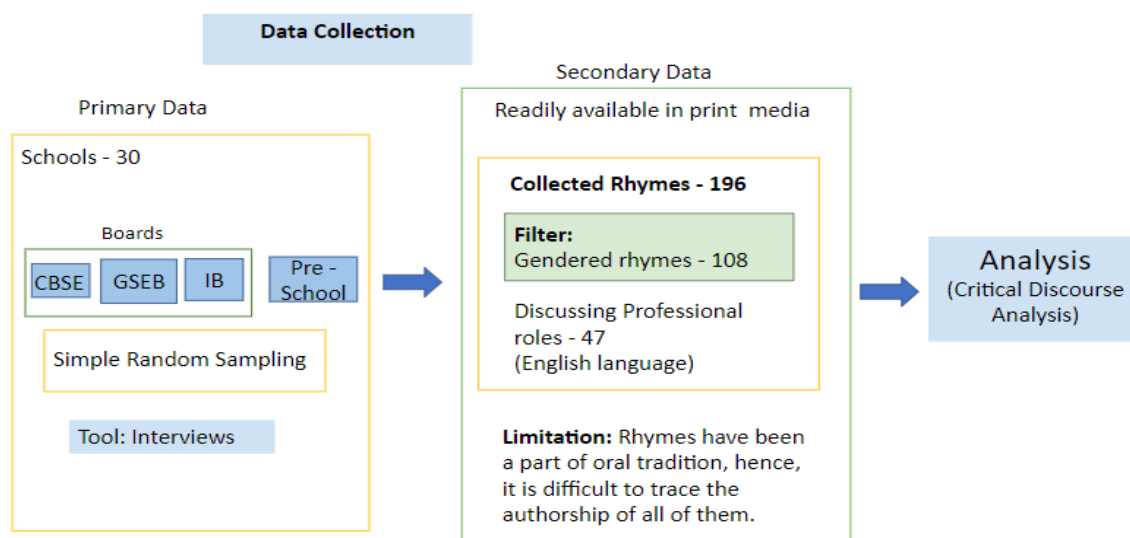 Data Collection
Primary Data
Schools - 30
Boards
CBSE
GSEB
IB
Pre -
School
Simple Random Sampling
Tool: Interviews
Secondary Data
Readily available in print media
Collected Rhymes - 196
Filter:
Gendered rhymes - 108
Discussing Professional
roles - 47
(English language)
Limitation: Rhymes have been
a part of oral tradition, hence,
it is difficult to trace the
authorship of all of them.
Analysis
(Critical Discourse
Analysis)